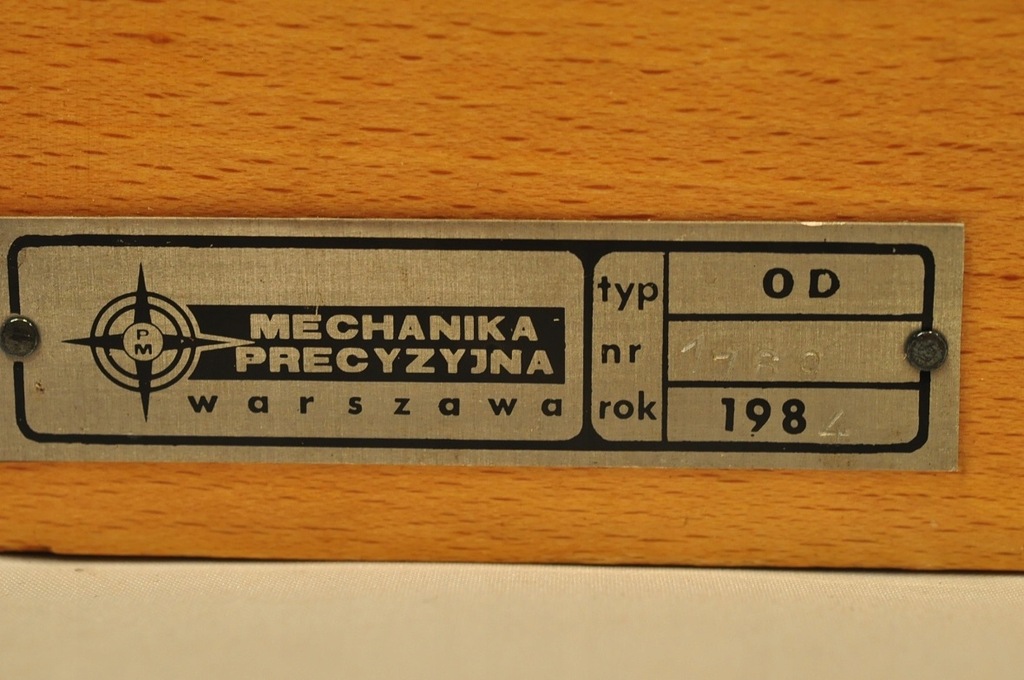 PM
MECHANIKA
PRECYZYJNA
warszawa
typ OD
nr
rok 1984